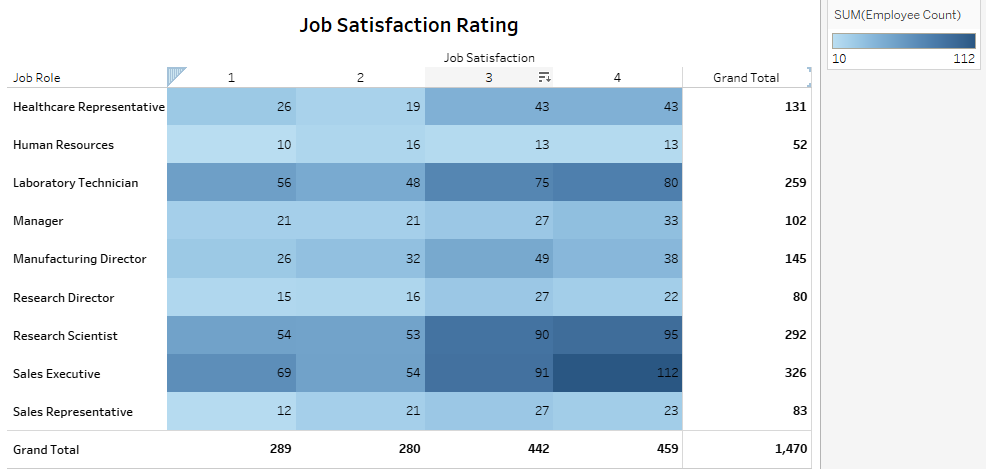 Job Satisfaction Rating
SUM(Employee Count)
10 112
Job Satisfaction
Job Role 1 2 3 4 Grand Total
Healthcare Representative 26 19 43 43 131
Human Resources 10 16 13 13 52
Laboratory Technician 56 48 75 80 259
Manager 21 21 27 33 102
Manufacturing Director 26 32 49 38 145
Research Director 15 16 27 22 80
Research Scientist 54 53 90 95 292
Sales Executive 69 54 91 112 326
Sales Representative 12 21 27 23 83
Grand Total 289 280 442 459 1,470